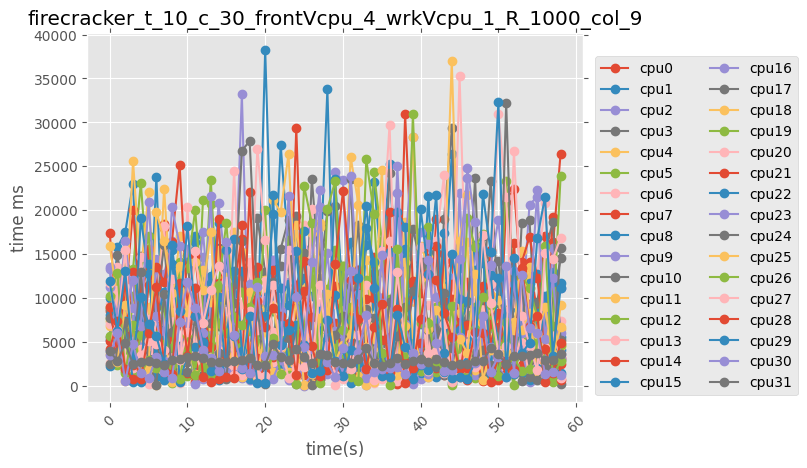 firecracker_t_10_c_30_frontVcpu_4_wrkVcpu_1_R_1000_col_9
40000
35000
30000
25000
20000
15000
10000
5000
0
time ms
0
10
20
30
40
50
60
time(s)
cpu0
cpu1
cpu2
cpu3
cpu4
cpu5
cpu6
cpu7
cpu8
cpu9
cpu10
cpu11
cpu12
cpu13
cpu14
cpu15
cpu16
cpu17
cpu18
cpu19
cpu20
cpu21
cpu22
cpu23
cpu24
cpu25
cpu26
cpu27
cpu28
cpu29
cpu30
cpu31